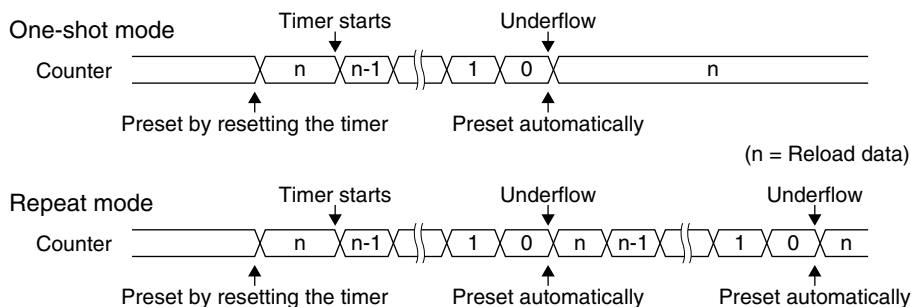 Timer starts Underflow
One-shot mode
Counter n n-1 1 0 n
Preset by resetting the timer Preset automatically
(n = Reload data)
Timer starts Underflow Underflow
Repeat mode
Counter n n-1 1 0 n n-1 1 0 n
Preset by resetting the timer Preset automatically Preset automatically